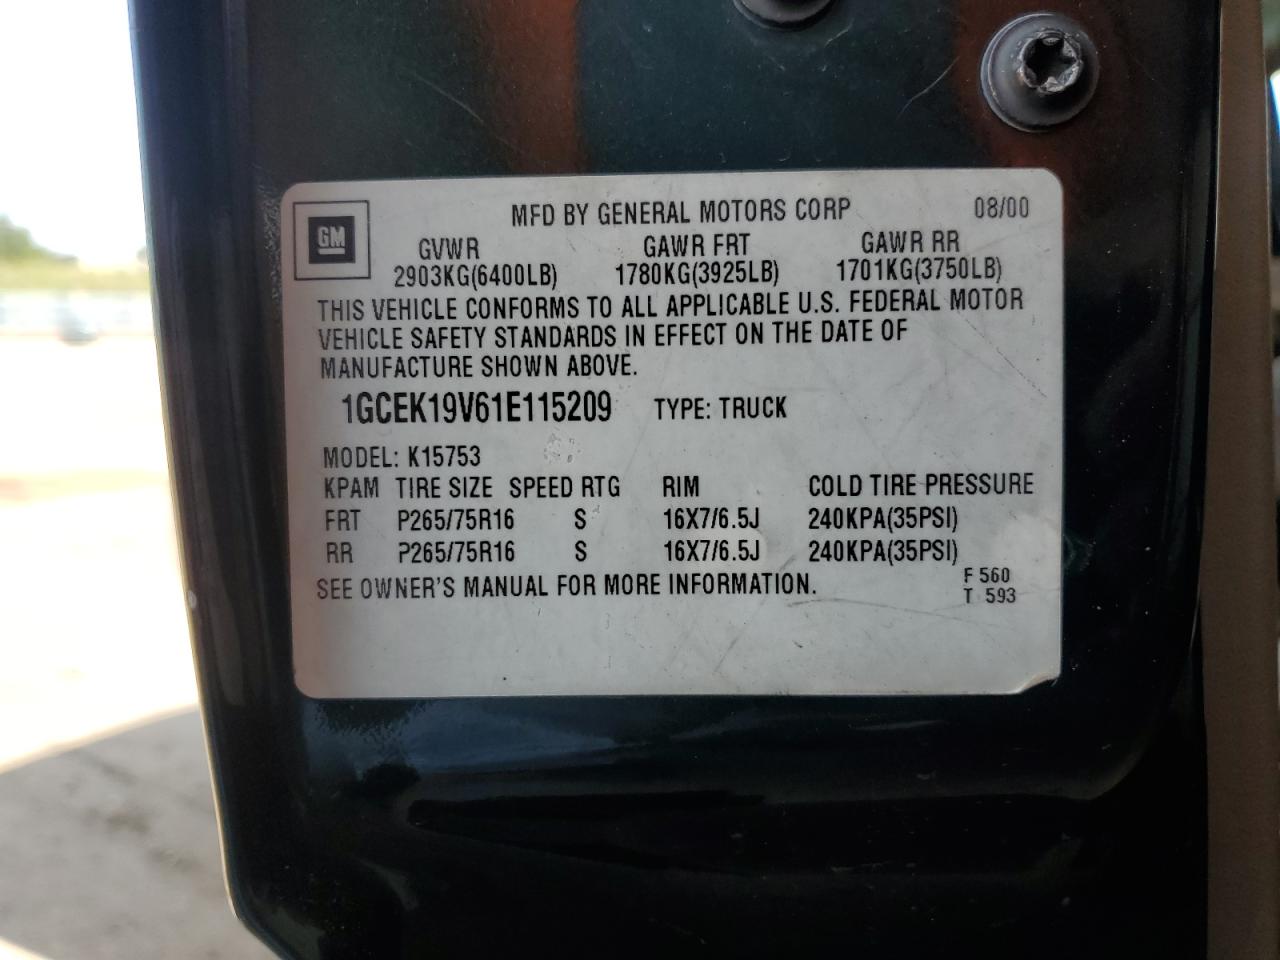 GM
MFD BY GENERAL MOTORS CORP 08/00
GVWR GAWR FRT GAWR RR
2903KG(6400LB) 1780KG(3925LB) 1701KG(3750LB)
THIS VEHICLE CONFORMS TO ALL APPLICABLE U.S. FEDERAL MOTOR
VEHICLE SAFETY STANDARDS IN EFFECT ON THE DATE OF
MANUFACTURE SHOWN ABOVE.
1GCEK19V61E115209 TYPE: TRUCK
MODEL: K15753
KPAM TIRE SIZE SPEED RTG RIM COLD TIRE PRESSURE
FRT P265/75R16 S 16X7/6.5J 240KPA(35PSI)
RR P265/75R16 S 16X7/6.5J 240KPA(35PSI)
SEE OWNER'S MANUAL FOR MORE INFORMATION.
F 560
T 593